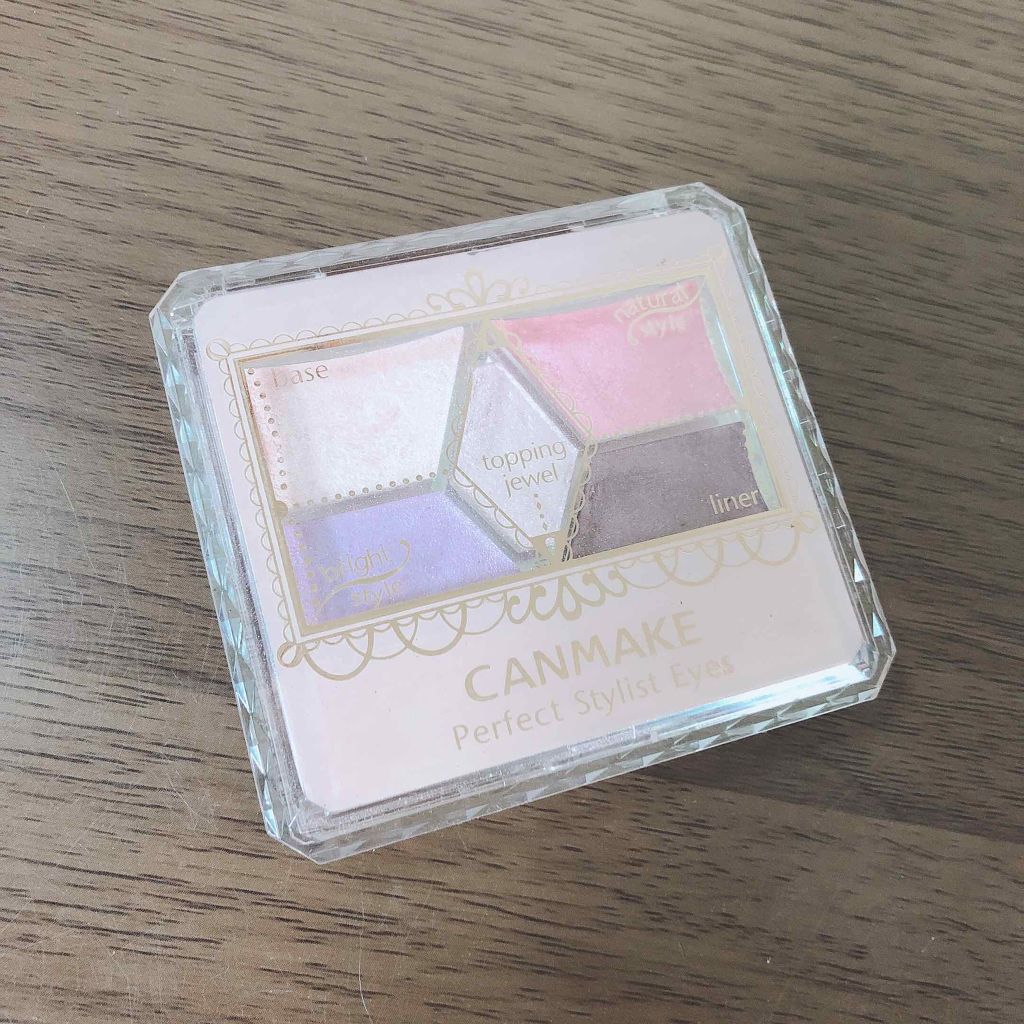 base
natural
style
topping
jewel
liner
bright
style
CANMAKE
Perfect Stylist Eyes